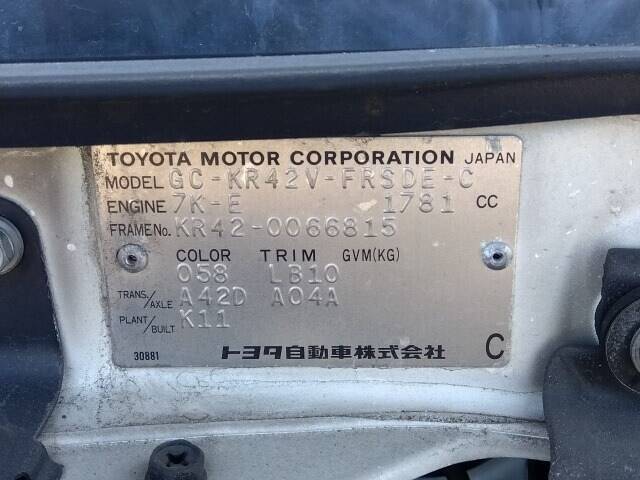 TOYOTA MOTOR CORPORATION JAPAN
MODEL GC-KR42V-FRSDE-C
ENGINE 7K-E 1781 CC
FRAME No. KR42-0066815
COLOR TRIM GVM(KG)
058 LB10
TRANS./AXLE A42D A04A
PLANT/BUILT K11
30881 トヨタ自動車株式会社 C